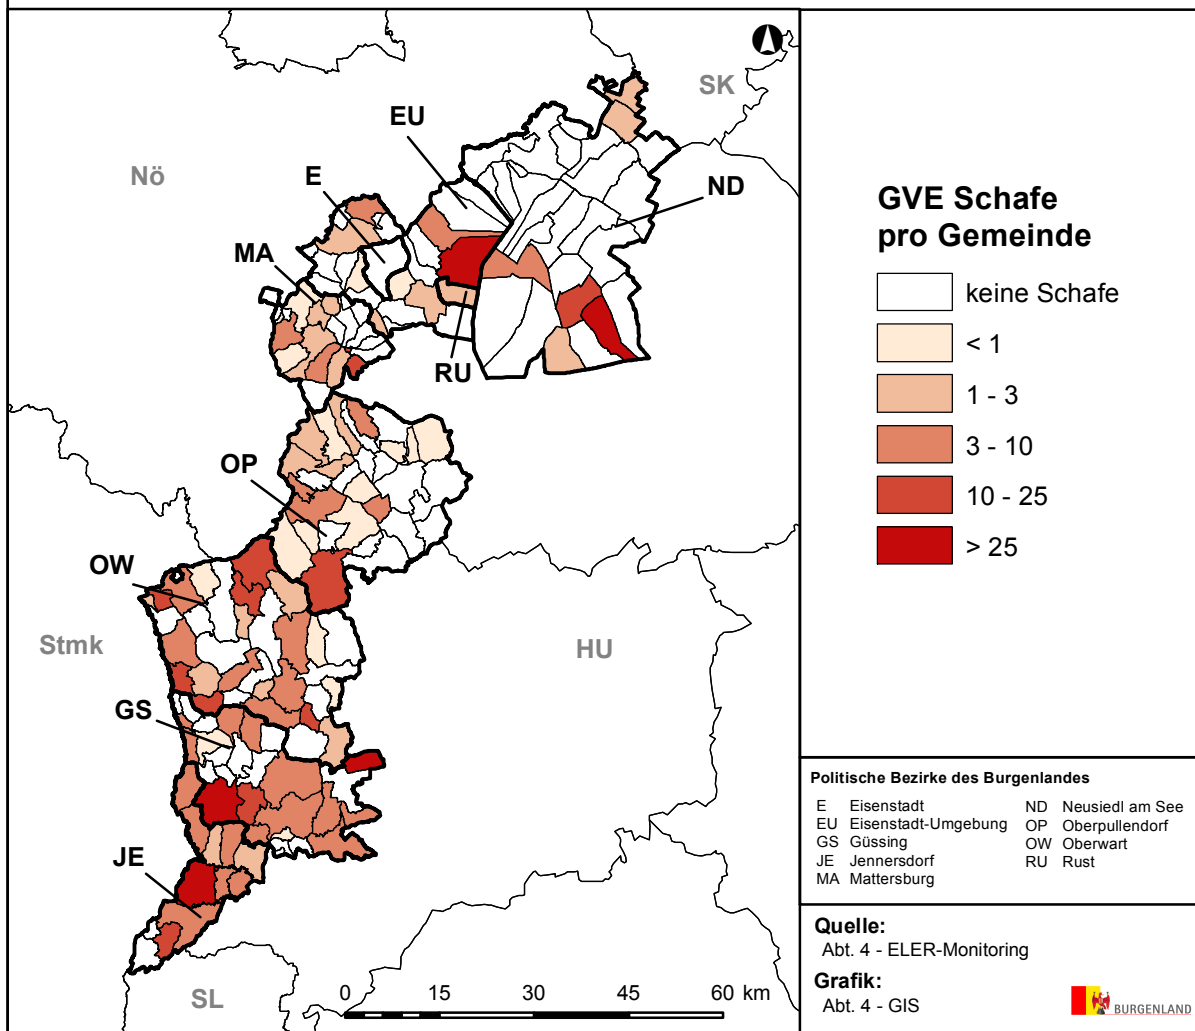 SK
EU
Nö
E
ND
MA
RU
OP
OW
Stmk
HU
GS
JE
SL
0 15 30 45 60 km
GVE Schafe
pro Gemeinde
keine Schafe
< 1
1 - 3
3 - 10
10 - 25
> 25
Politische Bezirke des Burgenlandes
E Eisenstadt
EU Eisenstadt-Umgebung
GS Güssing
JE Jennersdorf
MA Mattersburg
ND Neusiedl am See
OP Oberpullendorf
OW Oberwart
RU Rust
Quelle:
Abt. 4 - ELER-Monitoring
Grafik:
Abt. 4 - GIS
BURGENLAND